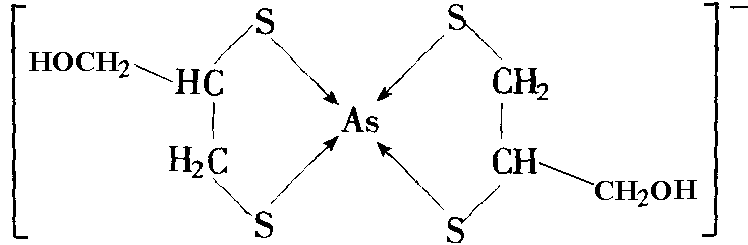 S S
HOCH₂ HC CH₂
As
H₂C CH CH₂OH
S S
−